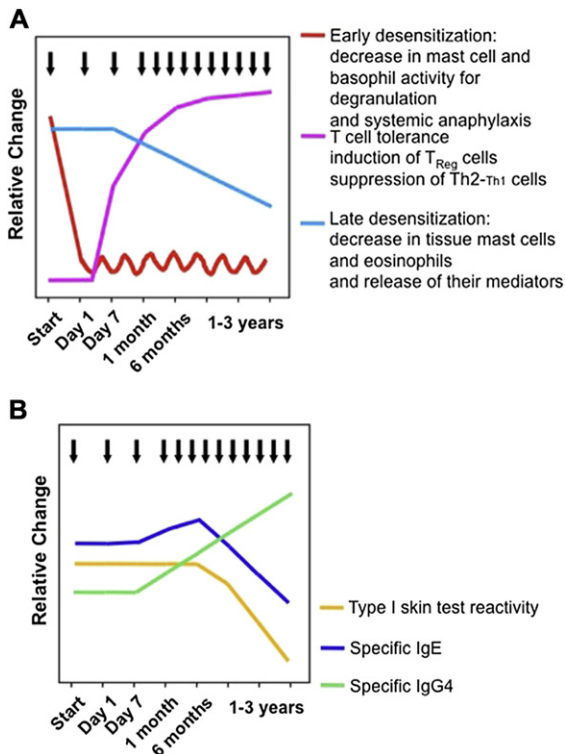 A
Relative Change
Start
Day 1
Day 7
1 month
6 months
1-3 years
Early desensitization:
decrease in mast cell and
basophil activity for
degranulation
and systemic anaphylaxis
T cell tolerance
induction of TReg cells
suppression of Th2-Th1 cells
Late desensitization:
decrease in tissue mast cells
and eosinophils
and release of their mediators
B
Relative Change
Start
Day 1
Day 7
1 month
6 months
1-3 years
Type I skin test reactivity
Specific IgE
Specific IgG4